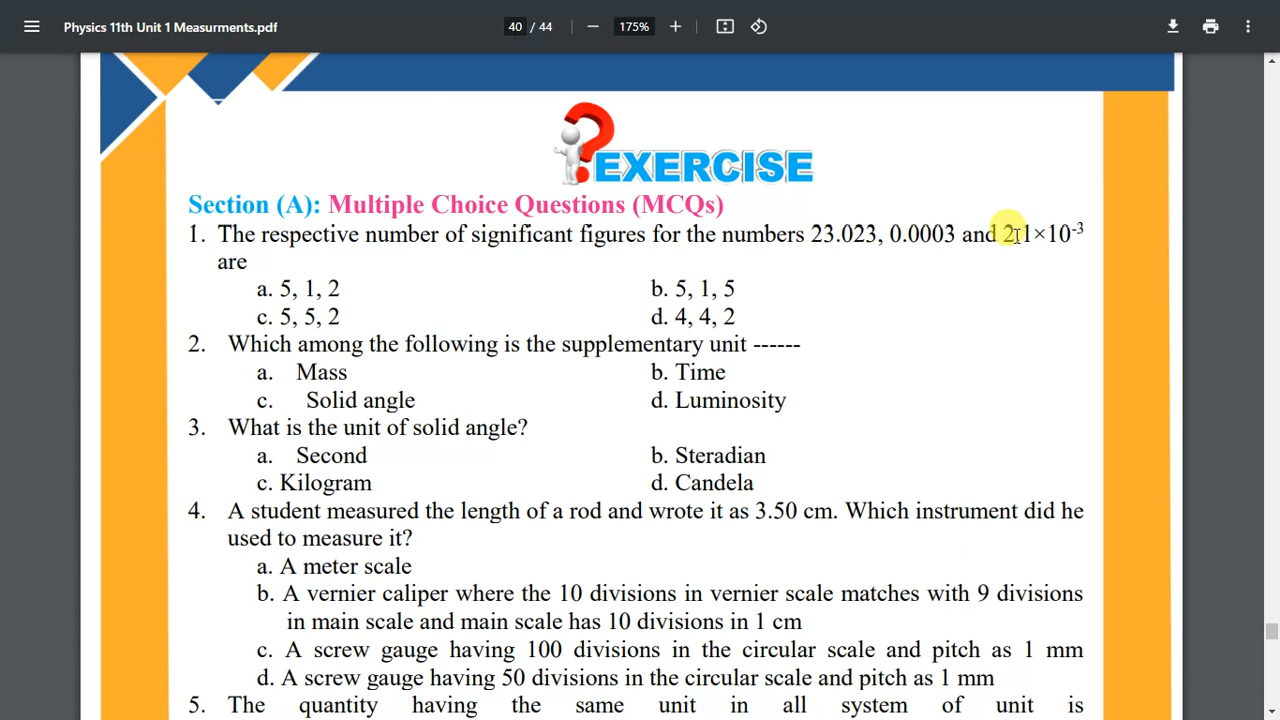 Physics 11th Unit 1 Measurments.pdf
40 / 44
175%
EXERCISE
Section (A): Multiple Choice Questions (MCQs)
1. The respective number of significant figures for the numbers 23.023, 0.0003 and 2.1×10⁻³
are
a. 5, 1, 2 b. 5, 1, 5
c. 5, 5, 2 d. 4, 4, 2
2. Which among the following is the supplementary unit ------
a. Mass b. Time
c. Solid angle d. Luminosity
3. What is the unit of solid angle?
a. Second b. Steradian
c. Kilogram d. Candela
4. A student measured the length of a rod and wrote it as 3.50 cm. Which instrument did he
used to measure it?
a. A meter scale
b. A vernier caliper where the 10 divisions in vernier scale matches with 9 divisions
in main scale and main scale has 10 divisions in 1 cm
c. A screw gauge having 100 divisions in the circular scale and pitch as 1 mm
d. A screw gauge having 50 divisions in the circular scale and pitch as 1 mm
5. The quantity having the same unit in all system of unit is